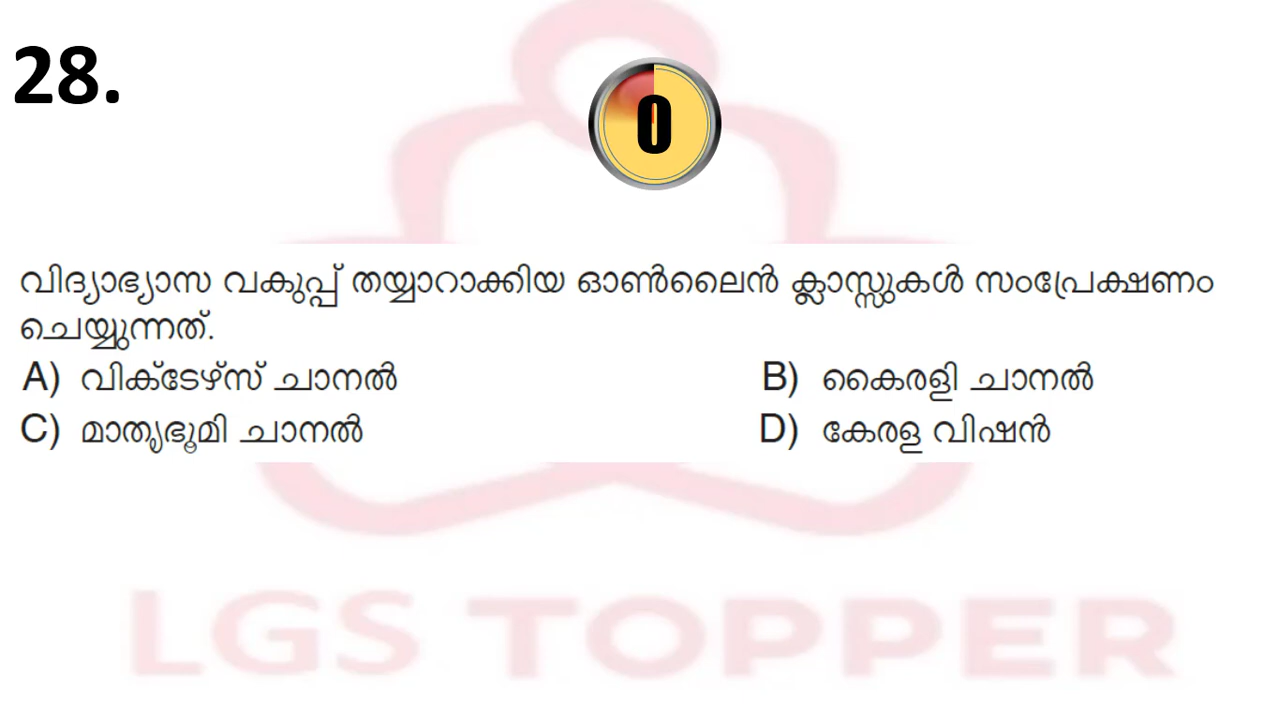 28.
0
വിദ്യാഭ്യാസ വകുപ്പ് തയ്യാറാക്കിയ ഓൺലൈൻ ക്ലാസ്സുകൾ സംപ്രേക്ഷണം
ചെയ്യുന്നത്.
A) വിക്ടേഴ്സ് ചാനൽ B) കൈരളി ചാനൽ
C) മാതൃഭൂമി ചാനൽ D) കേരള വിഷൻ
LGS TOPPER